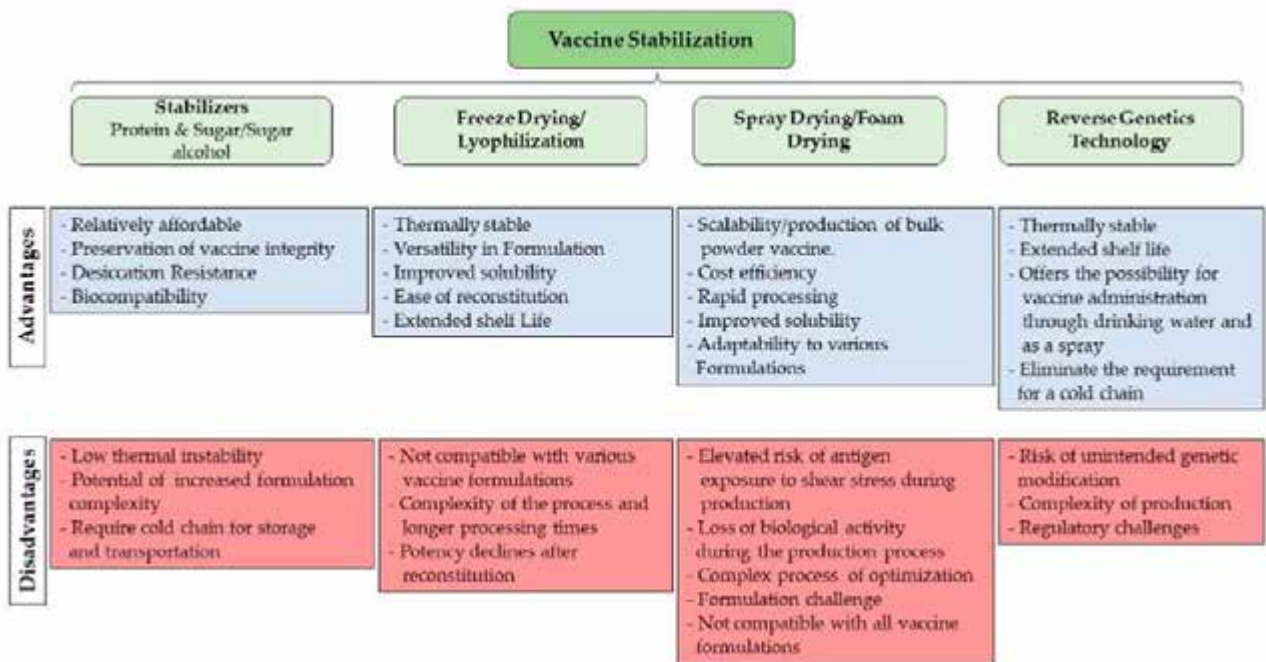 Vaccine Stabilization
Stabilizers
Protein & Sugar/Sugar
alcohol
Freeze Drying/
Lyophilization
Spray Drying/Foam
Drying
Reverse Genetics
Technology
Advantages
- Relatively affordable
- Preservation of vaccine integrity
- Desiccation Resistance
- Biocompatibility
- Thermally stable
- Versatility in Formulation
- Improved solubility
- Ease of reconstitution
- Extended shelf Life
- Scalability/production of bulk
powder vaccine.
- Cost efficiency
- Rapid processing
- Improved solubility
- Adaptability to various
Formulations
- Thermally stable
- Extended shelf life
- Offers the possibility for
vaccine administration
through drinking water and
as a spray
- Eliminate the requirement
for a cold chain
Disadvantages
- Low thermal instability
- Potential of increased formulation
complexity
- Require cold chain for storage
and transportation
- Not compatible with various
vaccine formulations
- Complexity of the process and
longer processing times
- Potency declines after
reconstitution
- Elevated risk of antigen
exposure to shear stress during
production
- Loss of biological activity
during the production process
- Complex process of optimization
- Formulation challenge
- Not compatible with all vaccine
formulations
- Risk of unintended genetic
modification
- Complexity of production
- Regulatory challenges